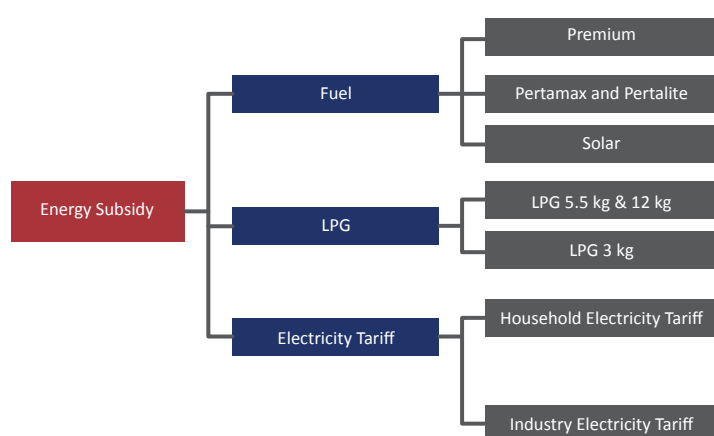 Energy Subsidy
Fuel
Premium
Pertamax and Pertalite
Solar
LPG
LPG 5.5 kg & 12 kg
LPG 3 kg
Electricity Tariff
Household Electricity Tariff
Industry Electricity Tariff